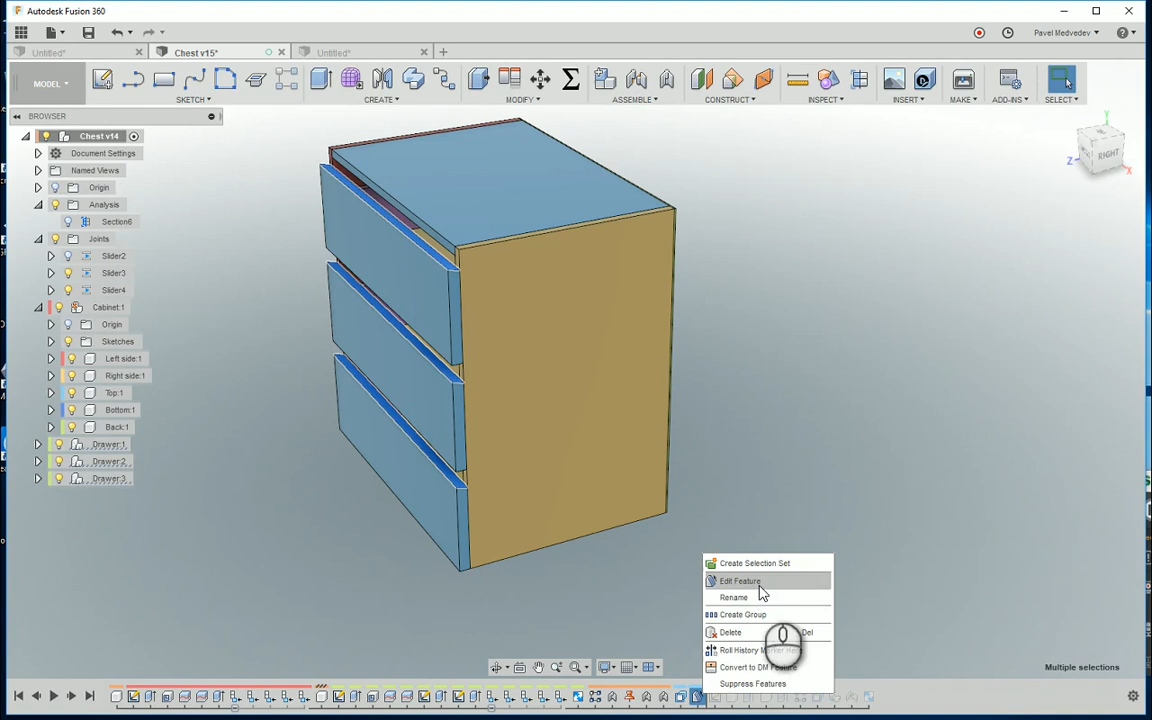 Autodesk Fusion 360
Pavel Medvedev
Untitled*
Chest v15*
Untitled*
MODEL
SKETCH
CREATE
MODIFY
ASSEMBLE
CONSTRUCT
INSPECT
INSERT
MAKE
ADD-INS
SELECT
BROWSER
Chest v14
Document Settings
Named Views
Origin
Analysis
Section6
Joints
Slider2
Slider3
Slider4
Cabinet:1
Origin
Sketches
Left side:1
Right side:1
Top:1
Bottom:1
Back:1
Drawer:1
Drawer:2
Drawer:3
Y
RIGHT
Z
X
Create Selection Set
Edit Feature
Rename
Create Group
Delete Del
Roll History Marker
Convert to DM Feature
Suppress Features
Multiple selections